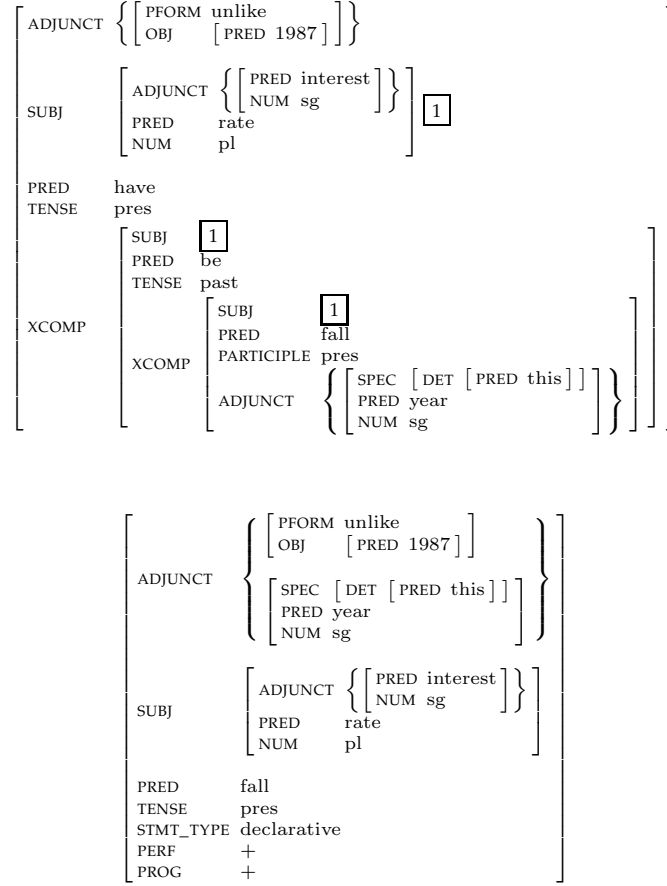 ADJUNCT { [ PFORM unlike
OBJ [ PRED 1987 ] ] }
SUBJ [ ADJUNCT { [ PRED interest
NUM sg ] }
PRED rate
NUM pl ] 1
PRED have
TENSE pres
XCOMP [ SUBJ 1
PRED be
TENSE past
XCOMP [ SUBJ 1
PRED fall
PARTICIPLE pres
ADJUNCT { [ SPEC [ DET [ PRED this ] ]
PRED year
NUM sg ] } ] ]
ADJUNCT { [ PFORM unlike
OBJ [ PRED 1987 ] ]
[ SPEC [ DET [ PRED this ] ]
PRED year
NUM sg ] }
SUBJ [ ADJUNCT { [ PRED interest
NUM sg ] }
PRED rate
NUM pl ]
PRED fall
TENSE pres
STMT_TYPE declarative
PERF +
PROG +